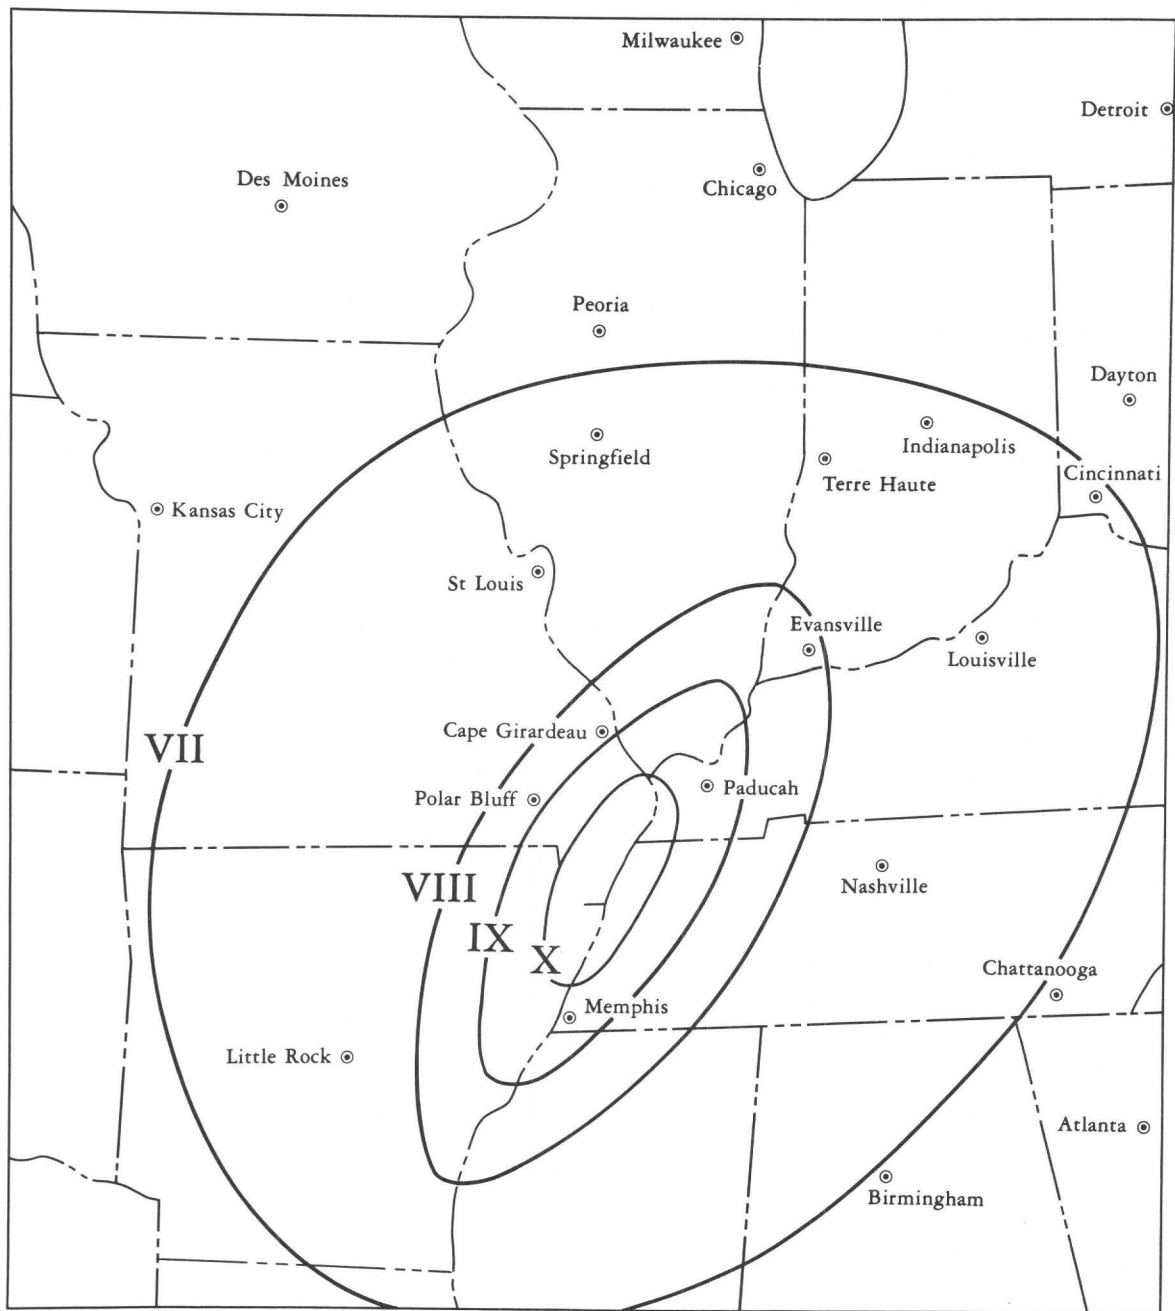 Milwaukee
Detroit
Des Moines
Chicago
Peoria
Dayton
Springfield
Indianapolis
Terre Haute
Cincinnati
Kansas City
St Louis
Evansville
Louisville
Cape Girardeau
VII
Polar Bluff
Paducah
VIII
Nashville
IX
X
Chattanooga
Memphis
Little Rock
Atlanta
Birmingham